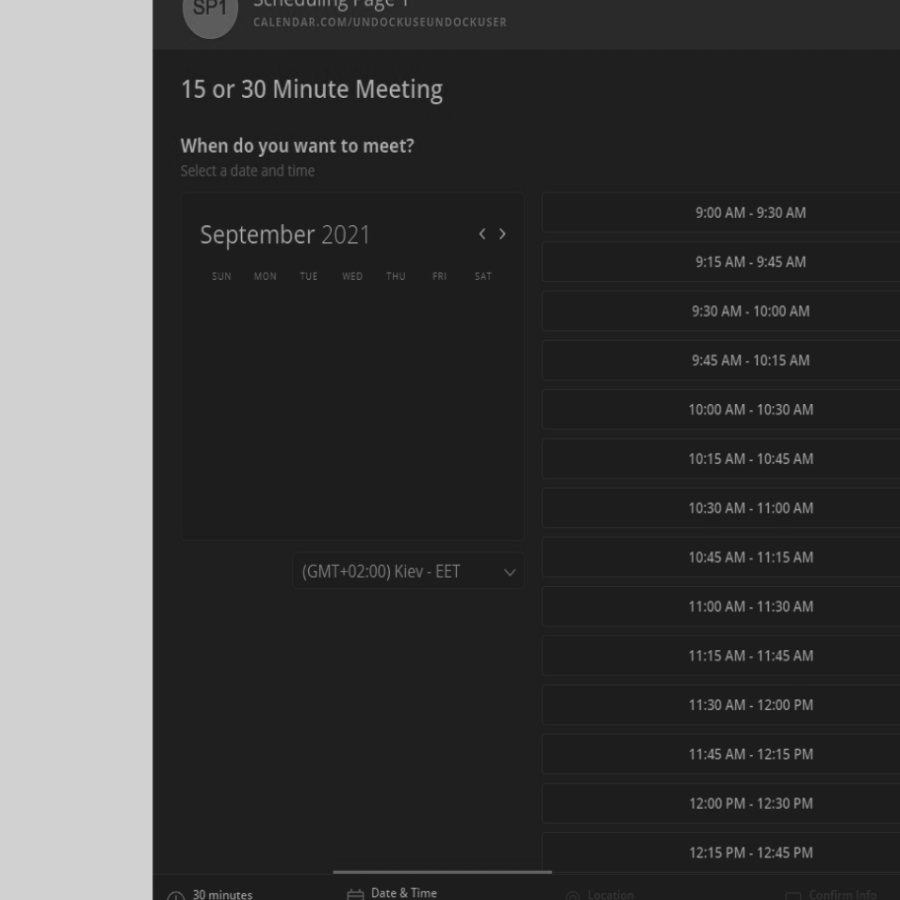 SP1
Scheduling Page 1
CALENDAR.COM/UNDOCKUSEUNDOCKUSER
15 or 30 Minute Meeting
When do you want to meet?
Select a date and time
September 2021
SUN MON TUE WED THU FRI SAT
(GMT+02:00) Kiev - EET
9:00 AM - 9:30 AM
9:15 AM - 9:45 AM
9:30 AM - 10:00 AM
9:45 AM - 10:15 AM
10:00 AM - 10:30 AM
10:15 AM - 10:45 AM
10:30 AM - 11:00 AM
10:45 AM - 11:15 AM
11:00 AM - 11:30 AM
11:15 AM - 11:45 AM
11:30 AM - 12:00 PM
11:45 AM - 12:15 PM
12:00 PM - 12:30 PM
12:15 PM - 12:45 PM
30 minutes
Date & Time
Location
Confirm Info